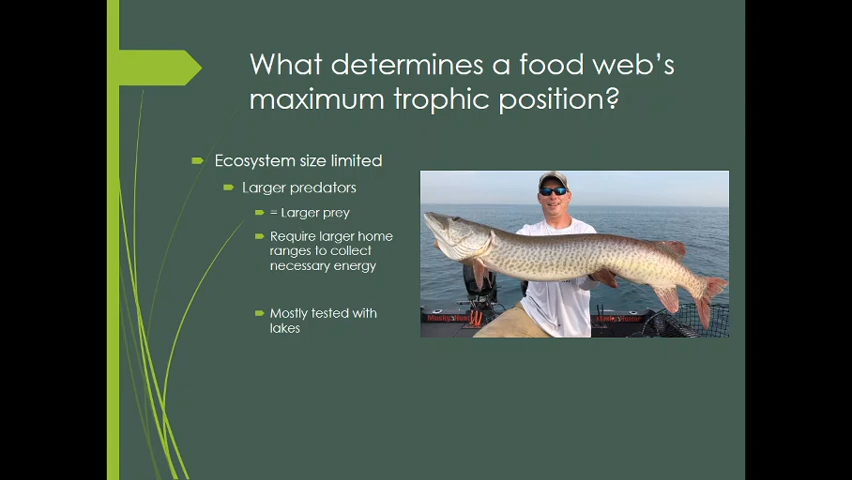 What determines a food web's
maximum trophic position?
Ecosystem size limited
Larger predators
= Larger prey
Require larger home
ranges to collect
necessary energy
Mostly tested with
lakes